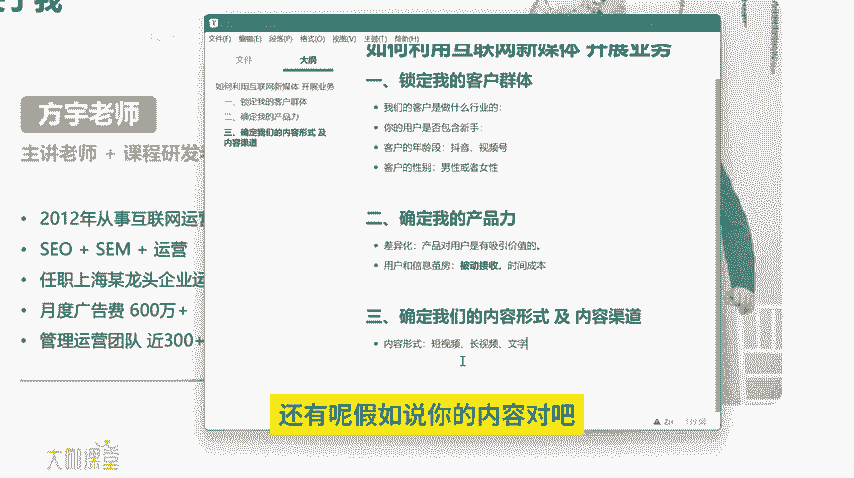 方宇老师
主讲老师 + 课程研发
2012年从事互联网运营
SEO + SEM + 运营
任职上海某龙头企业运
月度广告费 600万+
管理运营团队 近300+
大咖课堂
文件(F) 编辑(E) 段落(P) 格式(O) 视图(V) 主题(T) 帮助(H)
文件 大纲
如何利用互联网新媒体 开展业务
一、锁定我的客户群体
二、确定我的产品力
三、确定我们的内容形式 及
内容渠道
如何利用互联网新媒体 开展业务
一、锁定我的客户群体
我们的客户是做什么行业的：
你的用户是否包含新手：
客户的年龄段：抖音、视频号
客户的性别：男性或者女性
二、确定我的产品力
差异化：产品对用户是有吸引价值的。
用户和信息茧房：被动接收。时间成本
三、确定我们的内容形式 及 内容渠道
内容形式：短视频、长视频、文字
还有呢假如说你的内容对吧